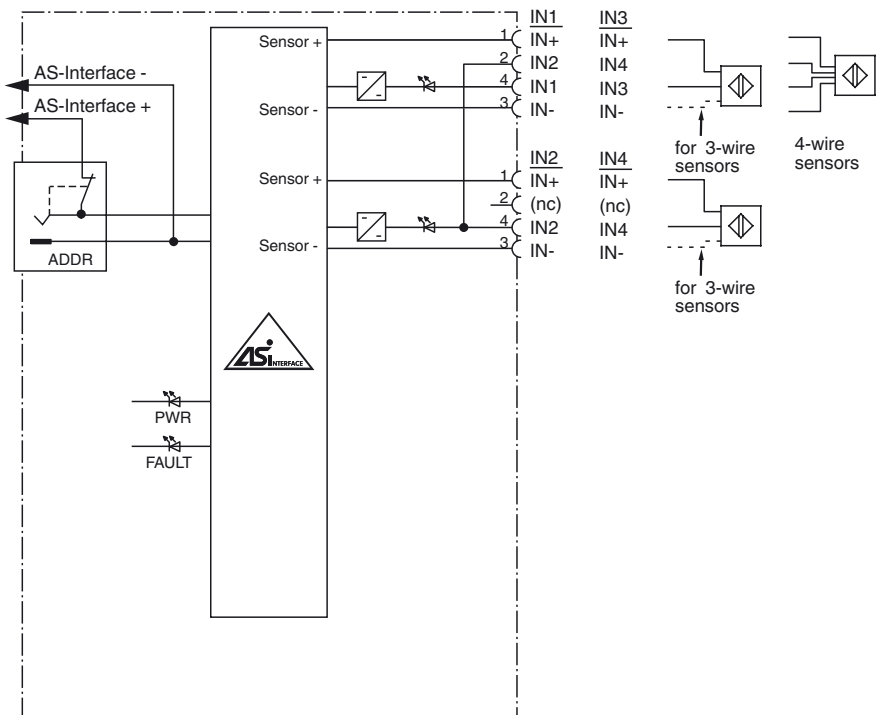 IN1 IN3
Sensor + 1 IN+ IN+
2 IN2 IN4
AS-Interface - 4 IN1 IN3
AS-Interface + Sensor - 3 IN- IN-
for 3-wire
sensors
4-wire
sensors
IN2 IN4
Sensor + 1 IN+ IN+
2 (nc) (nc)
4 IN2 IN4
Sensor - 3 IN- IN-
ADDR
for 3-wire
sensors
ASi INTERFACE
PWR
FAULT